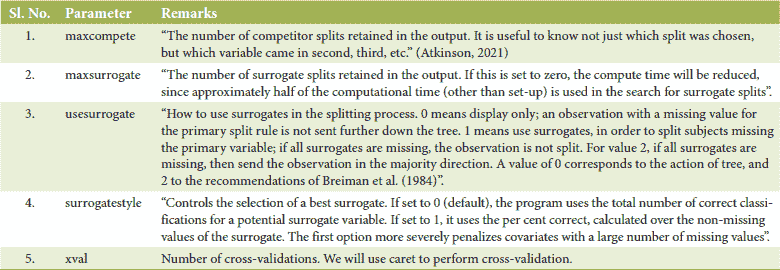 Sl. No. Parameter Remarks
1. maxcompete “The number of competitor splits retained in the output. It is useful to know not just which split was chosen,
but which variable came in second, third, etc.” (Atkinson, 2021)
2. maxsurrogate “The number of surrogate splits retained in the output. If this is set to zero, the compute time will be reduced,
since approximately half of the computational time (other than set-up) is used in the search for surrogate splits”.
3. usesurrogate “How to use surrogates in the splitting process. 0 means display only; an observation with a missing value for
the primary split rule is not sent further down the tree. 1 means use surrogates, in order to split subjects missing
the primary variable; if all surrogates are missing, the observation is not split. For value 2, if all surrogates are
missing, then send the observation in the majority direction. A value of 0 corresponds to the action of tree, and
2 to the recommendations of Breiman et al. (1984)”.
4. surrogatestyle “Controls the selection of a best surrogate. If set to 0 (default), the program uses the total number of correct classi-
fications for a potential surrogate variable. If set to 1, it uses the per cent correct, calculated over the non-missing
values of the surrogate. The first option more severely penalizes covariates with a large number of missing values”.
5. xval Number of cross-validations. We will use caret to perform cross-validation.